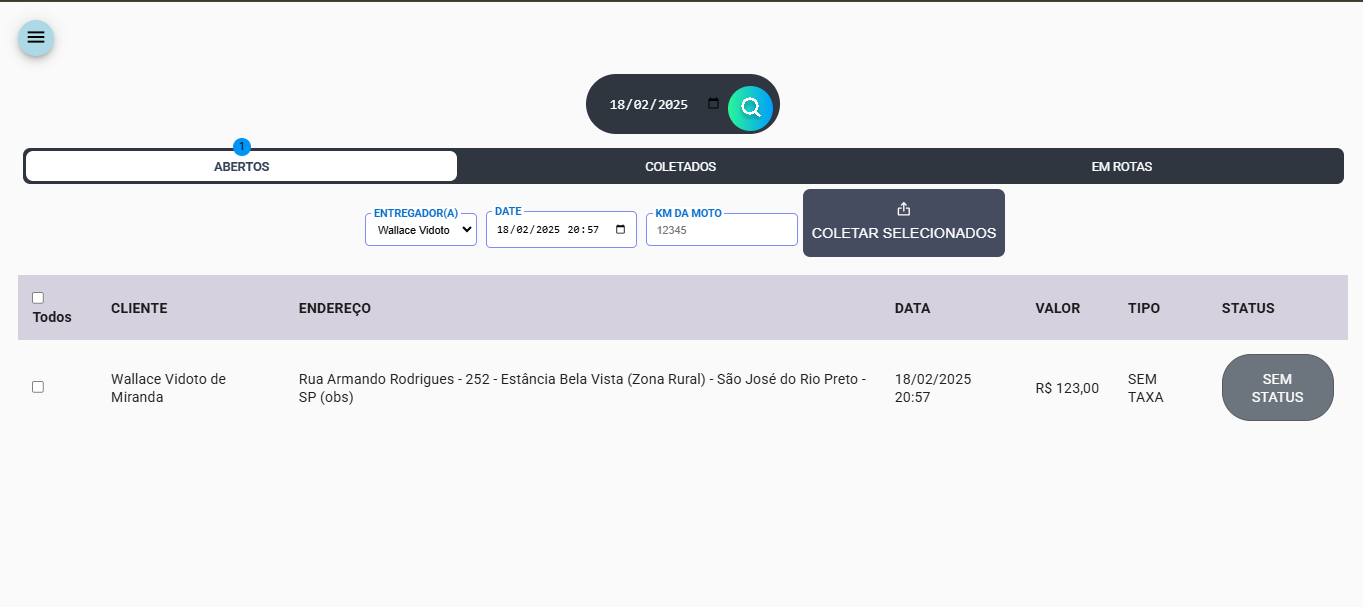 18/02/2025
1
ABERTOS COLETADOS EM ROTAS
ENTREGADOR(A) DATE KM DA MOTO
Wallace Vidoto 18/02/2025 20:57 12345
COLETAR SELECIONADOS
Todos CLIENTE ENDEREÇO DATA VALOR TIPO STATUS
Wallace Vidoto de Miranda
Rua Armando Rodrigues - 252 - Estância Bela Vista (Zona Rural) - São José do Rio Preto -
SP (obs)
18/02/2025
20:57
R$ 123,00
SEM
TAXA
SEM
STATUS